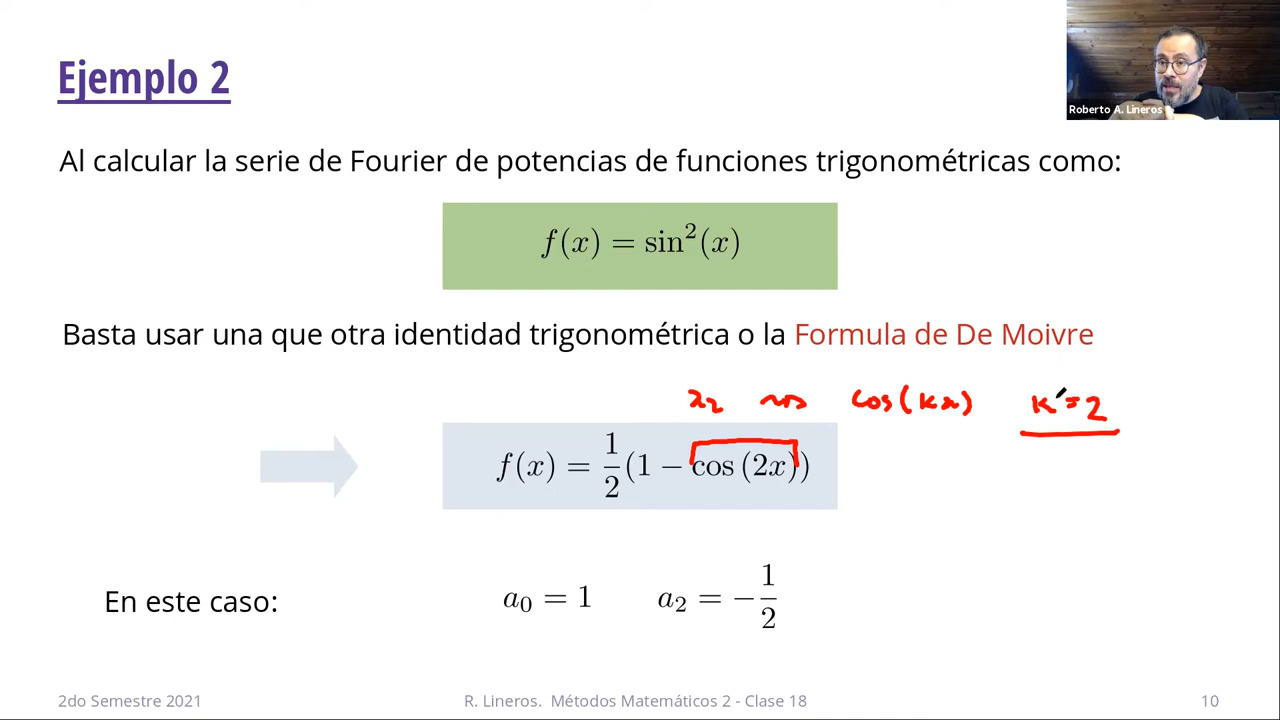 Roberto A. Lineros
Ejemplo 2
Al calcular la serie de Fourier de potencias de funciones trigonométricas como:
f(x) = sin²(x)
Basta usar una que otra identidad trigonométrica o la Formula de De Moivre
cos(kx) k=2
f(x) = 1/2 (1 − cos (2x))
En este caso: a₀ = 1 a₂ = −1/2
2do Semestre 2021 R. Lineros. Métodos Matemáticos 2 - Clase 18 10